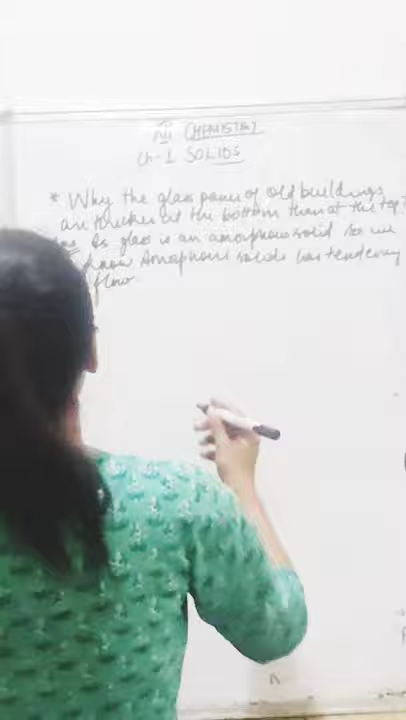 XII CHEMISTRY
Ch-1 SOLIDS
* Why the glass panes of old buildings
are thicker at the bottom than at the top?
As glass is an amorphous solid so we
know Amorphous solids has tendency
flow